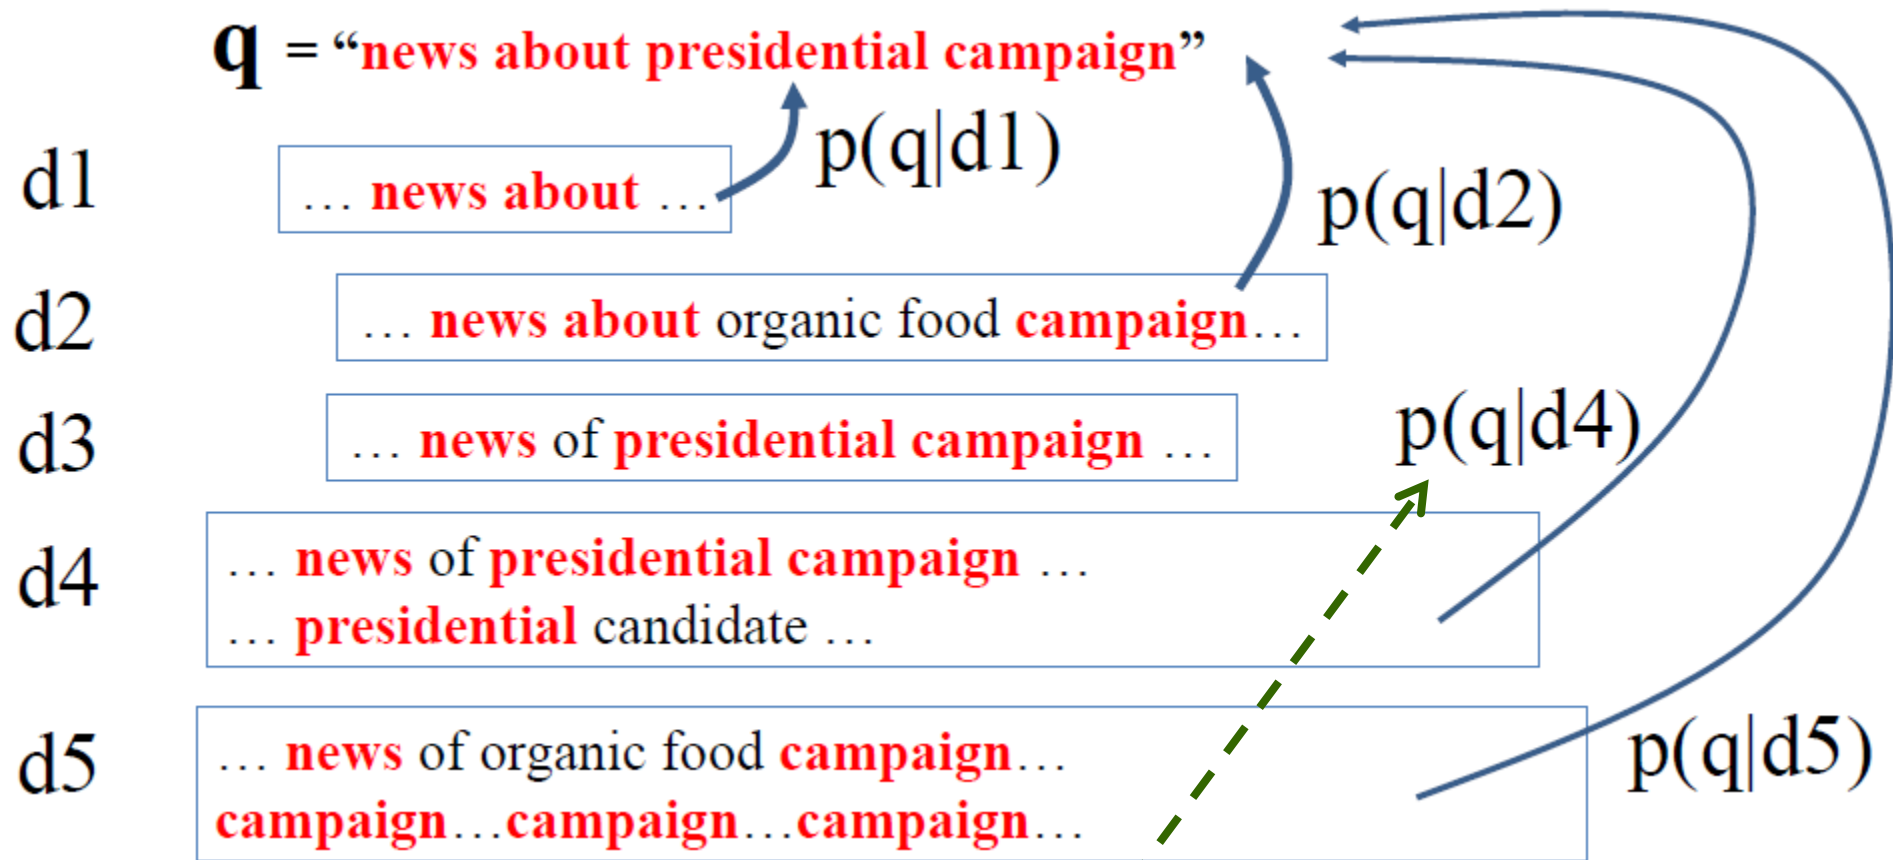 q = “news about presidential campaign”
p(q|d1)
d1
… news about …
p(q|d2)
d2
… news about organic food campaign…
d3
… news of presidential campaign …
p(q|d4)
d4
… news of presidential campaign …
… presidential candidate …
d5
… news of organic food campaign…
campaign…campaign…campaign…
p(q|d5)